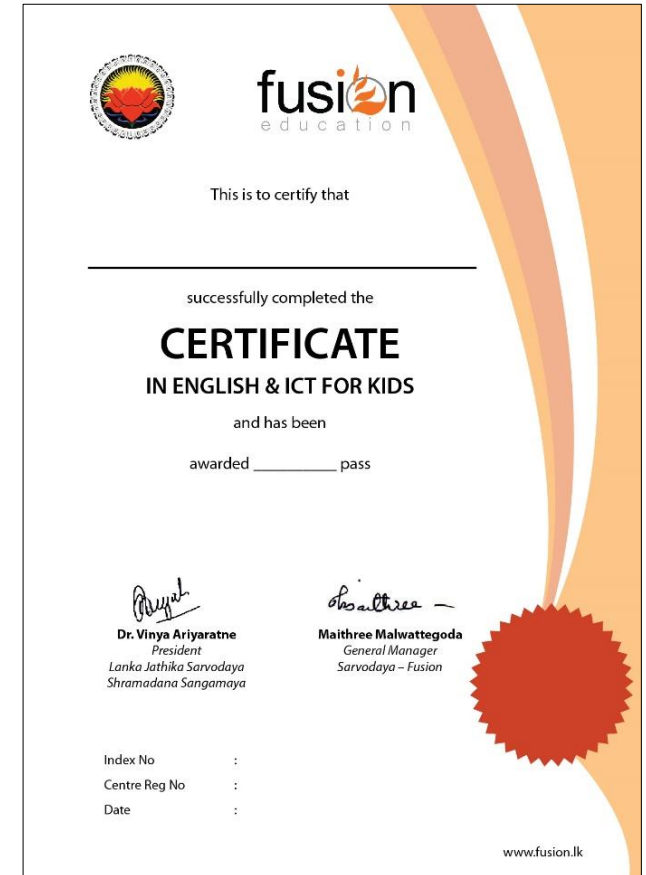 fusion
education
This is to certify that
successfully completed the
CERTIFICATE
IN ENGLISH & ICT FOR KIDS
and has been
awarded __________ pass
Dr. Vinya Ariyaratne
President
Lanka Jathika Sarvodaya
Shramadana Sangamaya
Maithree Malwattegoda
General Manager
Sarvodaya – Fusion
Index No :
Centre Reg No :
Date :
www.fusion.lk